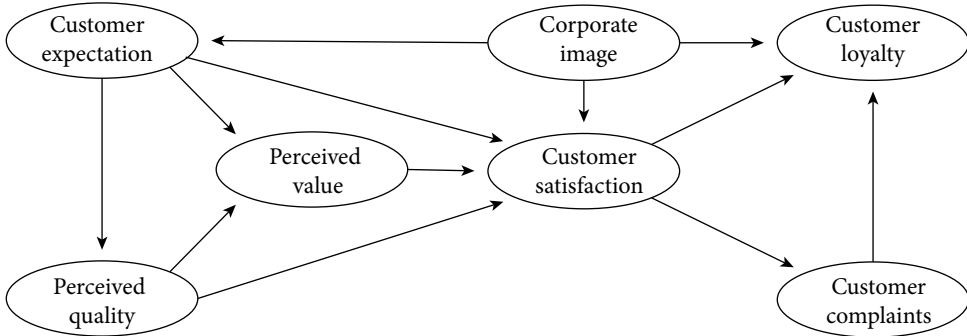 Customer
expectation
Corporate
image
Customer
loyalty
Perceived
value
Customer
satisfaction
Perceived
quality
Customer
complaints